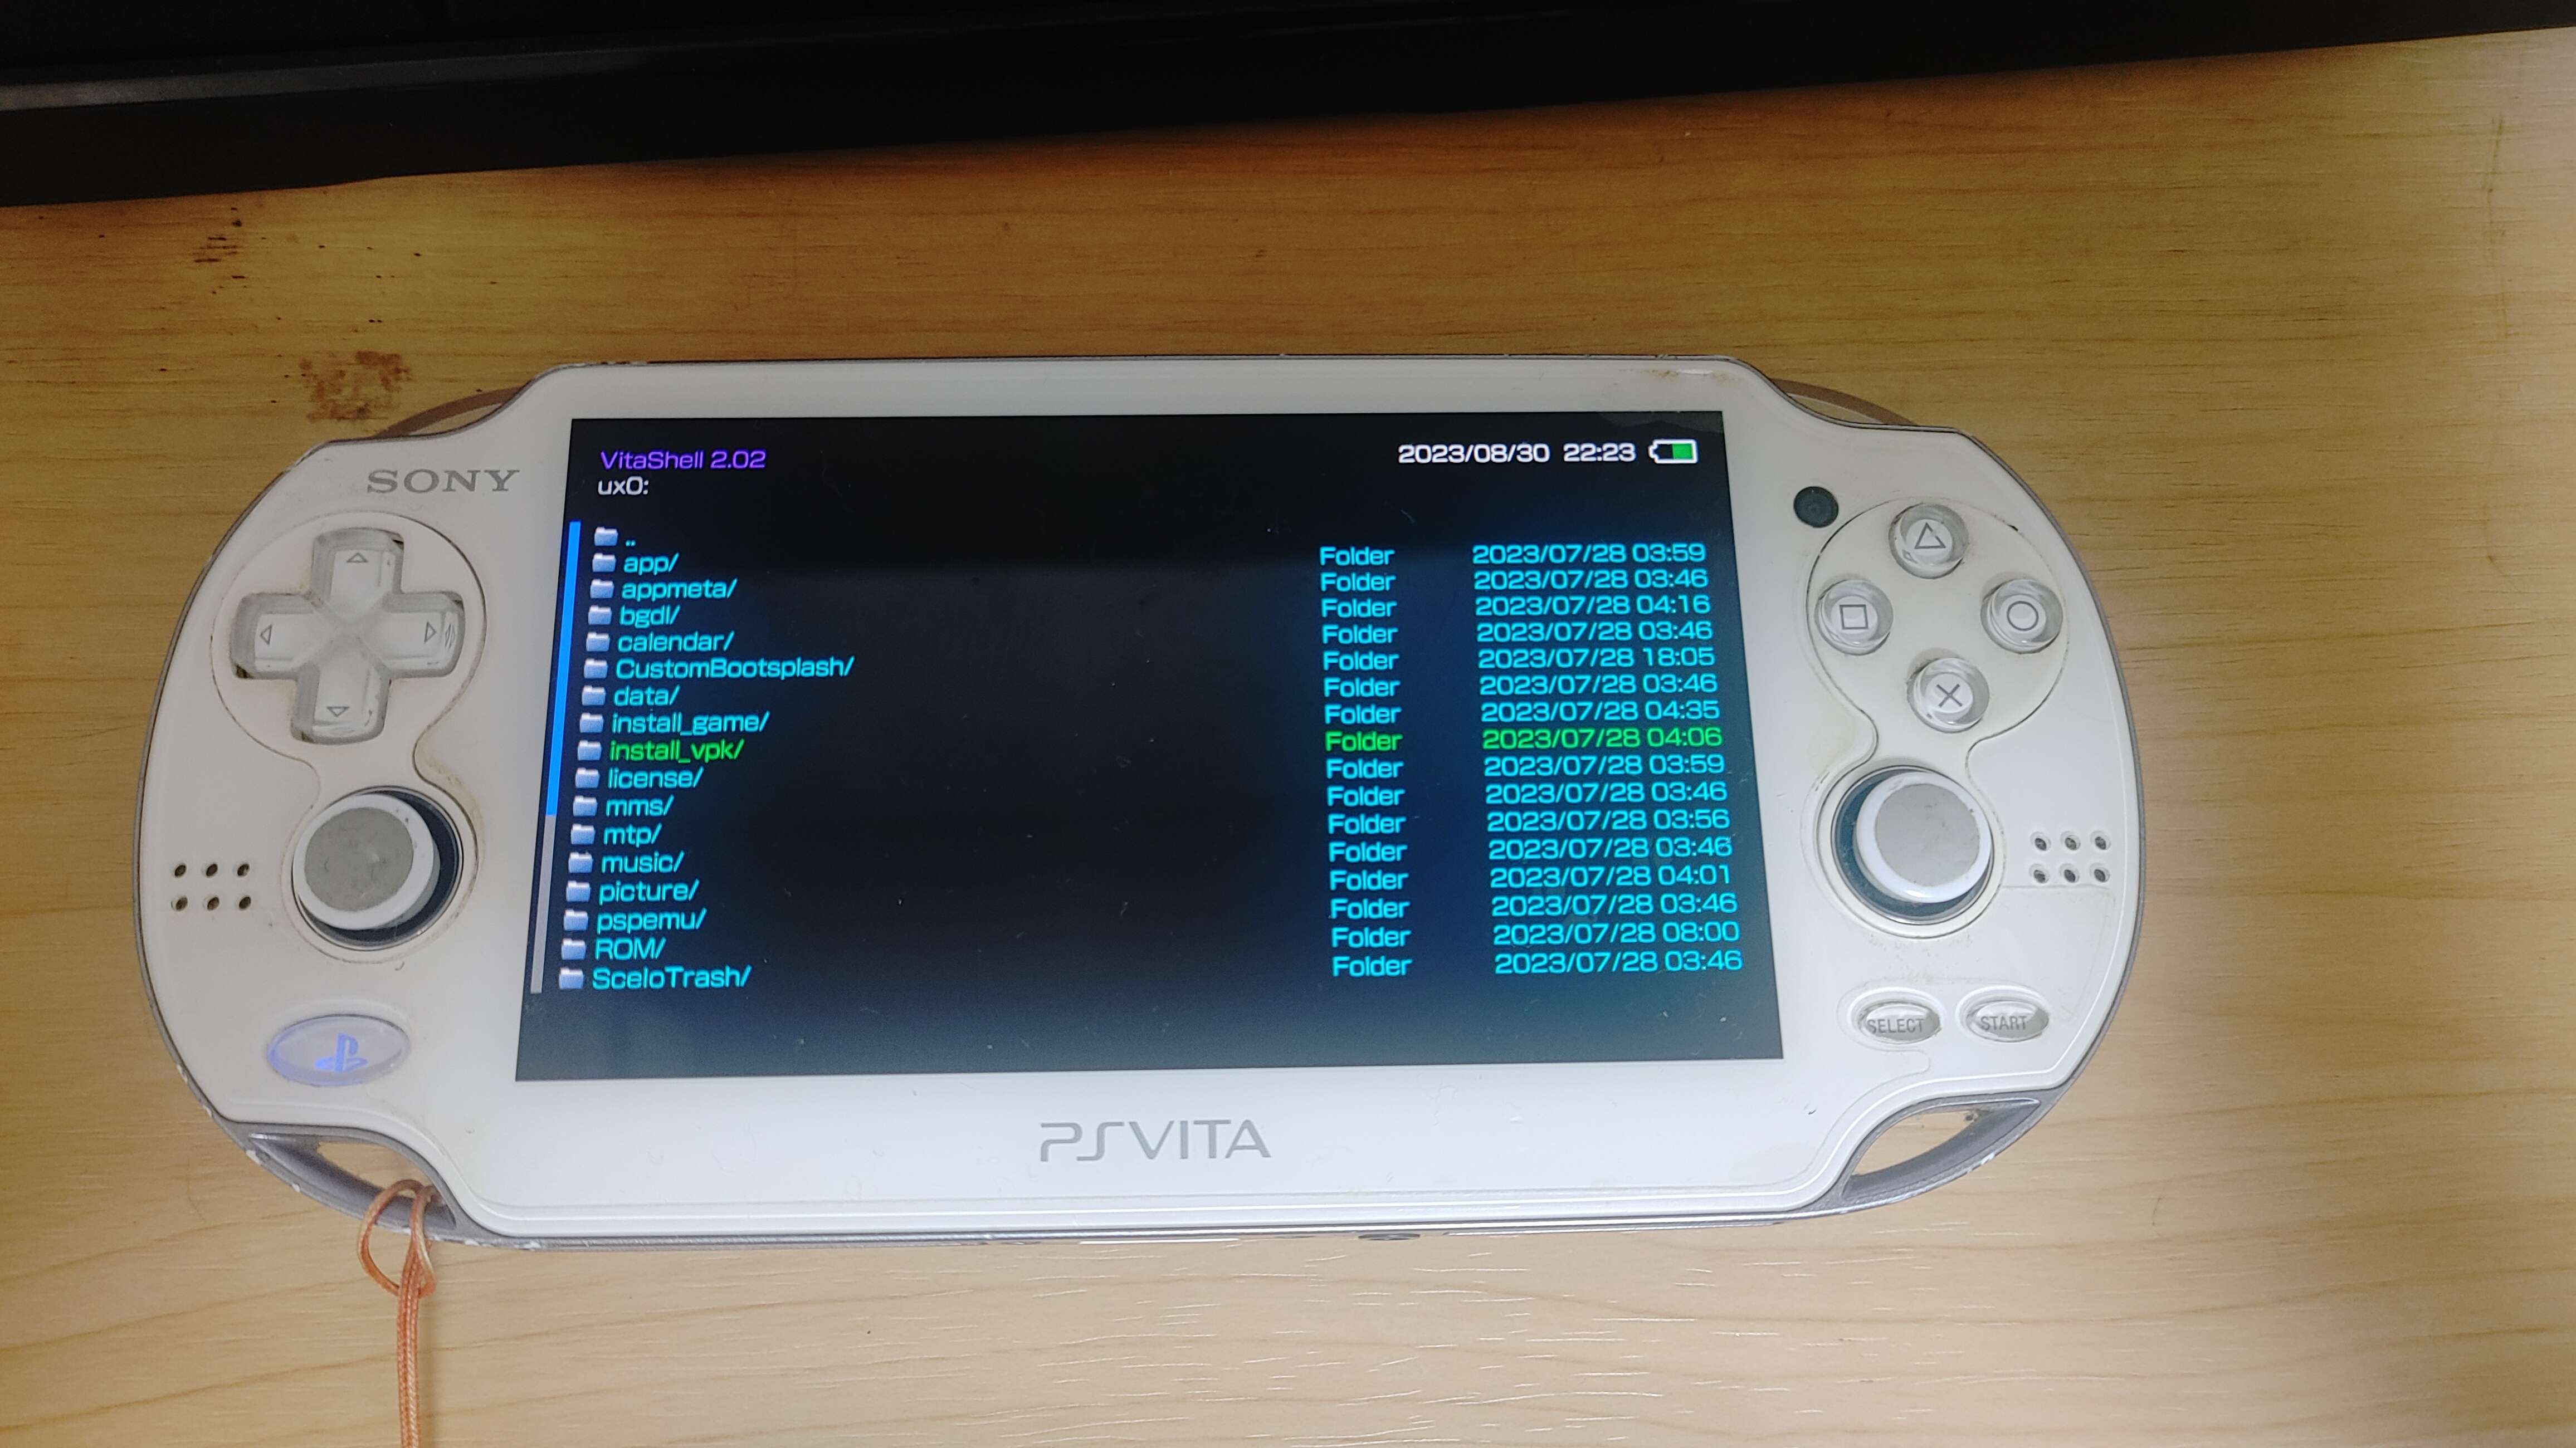 SONY
VitaShell 2.02 2023/08/30 22:23
ux0:
..
app/ Folder 2023/07/28 03:59
appmeta/ Folder 2023/07/28 03:46
bgdl/ Folder 2023/07/28 04:16
calendar/ Folder 2023/07/28 03:46
CustomBootsplash/ Folder 2023/07/28 18:05
data/ Folder 2023/07/28 03:46
install_game/ Folder 2023/07/28 04:35
install_vpk/ Folder 2023/07/28 04:06
license/ Folder 2023/07/28 03:59
mms/ Folder 2023/07/28 03:46
mtp/ Folder 2023/07/28 03:56
music/ Folder 2023/07/28 03:46
picture/ Folder 2023/07/28 04:01
pspemu/ Folder 2023/07/28 03:46
ROM/ Folder 2023/07/28 08:00
SceIoTrash/ Folder 2023/07/28 03:46
SELECT START
PSVITA